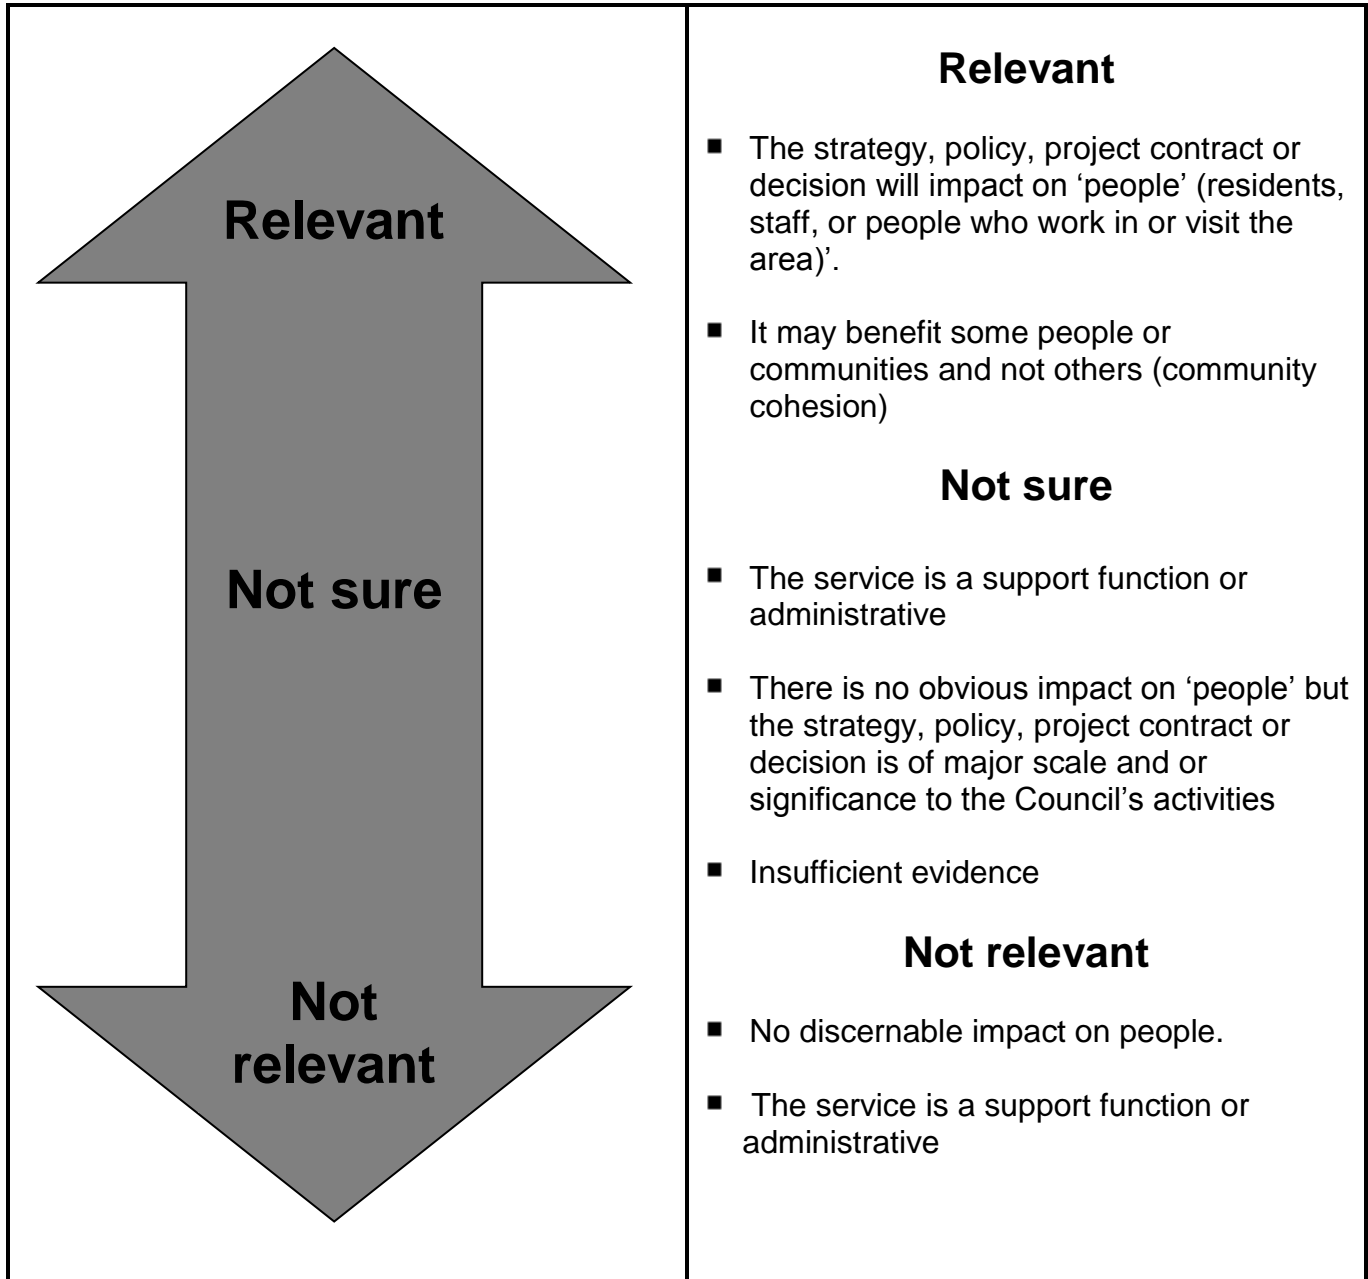 Relevant
Not sure
Not
relevant
Relevant
■ The strategy, policy, project contract or
decision will impact on ‘people’ (residents,
staff, or people who work in or visit the
area)’.
■ It may benefit some people or
communities and not others (community
cohesion)
Not sure
■ The service is a support function or
administrative
■ There is no obvious impact on ‘people’ but
the strategy, policy, project contract or
decision is of major scale and or
significance to the Council’s activities
■ Insufficient evidence
Not relevant
■ No discernable impact on people.
■ The service is a support function or
administrative